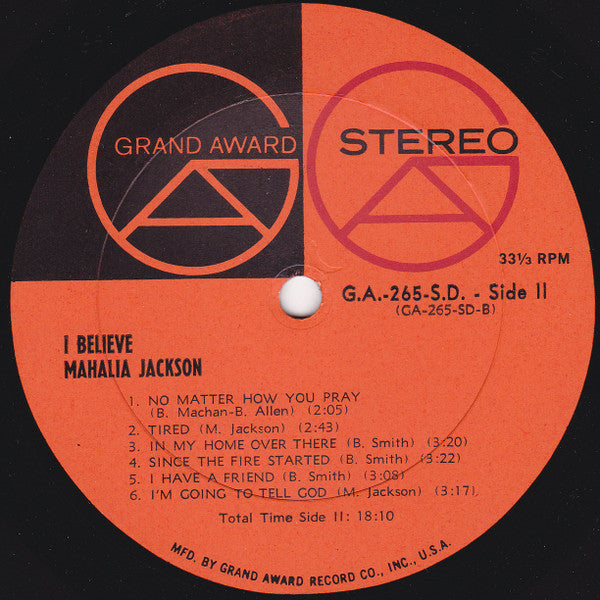 GRAND AWARD
STEREO
33⅓ RPM
G.A.-265-S.D. - Side II
(GA-265-SD-B)
I BELIEVE
MAHALIA JACKSON
1. NO MATTER HOW YOU PRAY
(B. Machan-B. Allen) (2:05)
2. TIRED (M. Jackson) (2:43)
3. IN MY HOME OVER THERE (B. Smith) (3:20)
4. SINCE THE FIRE STARTED (B. Smith) (3:22)
5. I HAVE A FRIEND (B. Smith) (3:08)
6. I'M GOING TO TELL GOD (M. Jackson) (3:17)
Total Time Side II: 18:10
MFD. BY GRAND AWARD RECORD CO., INC., U.S.A.